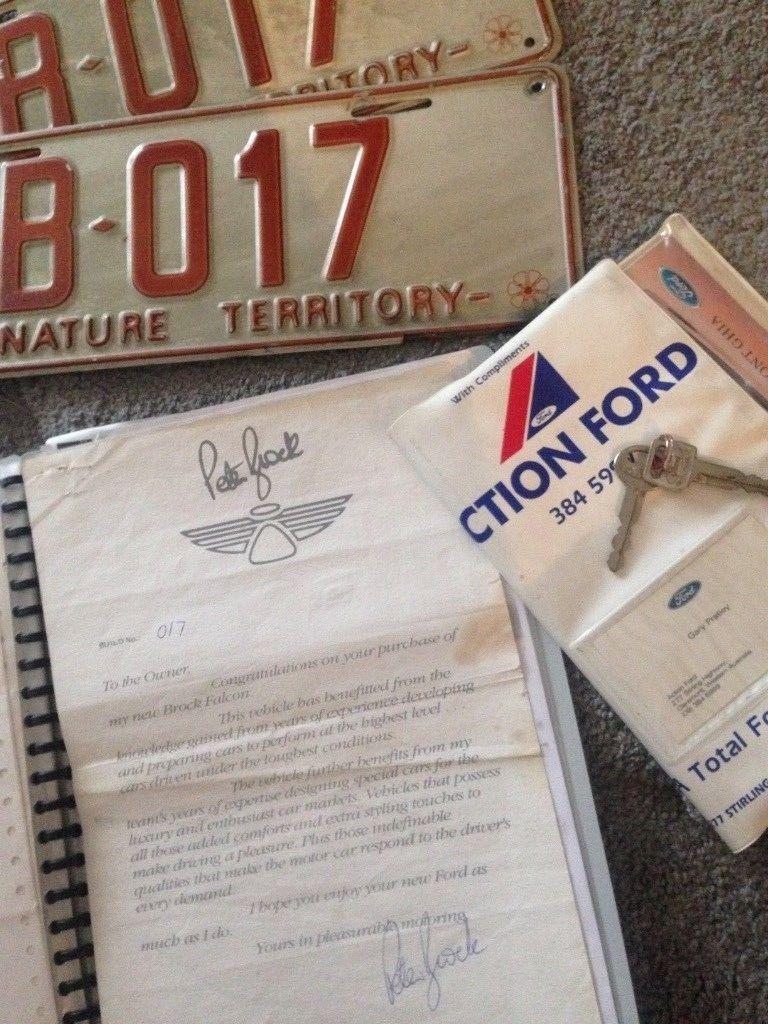 B·017
RITORY-
B·017
NATURE TERRITORY-
Ford
ONT GHIA
With Compliments
Ford
CTION FORD
384 59
Ford
Gary
Western Australia
A Total Fo
77 STIRLING
Peter Brock
BUILD No. 017
To the Owner, Congratulations on your purchase of
my new Brock Falcon.
This vehicle has benefitted from the
knowledge gained from years of experience developing
and preparing cars to perform at the highest level
cars driven under the toughest conditions.
The vehicle further benefits from my
team's years of expertise designing special cars for the
luxury and enthusiast car markets. Vehicles that possess
all those added comforts and extra styling touches to
make driving a pleasure. Plus those indefinable
qualities that make the motor car respond to the driver's
every demand.
I hope you enjoy your new Ford as
much as I do.
Yours in pleasurable motoring
Peter Brock